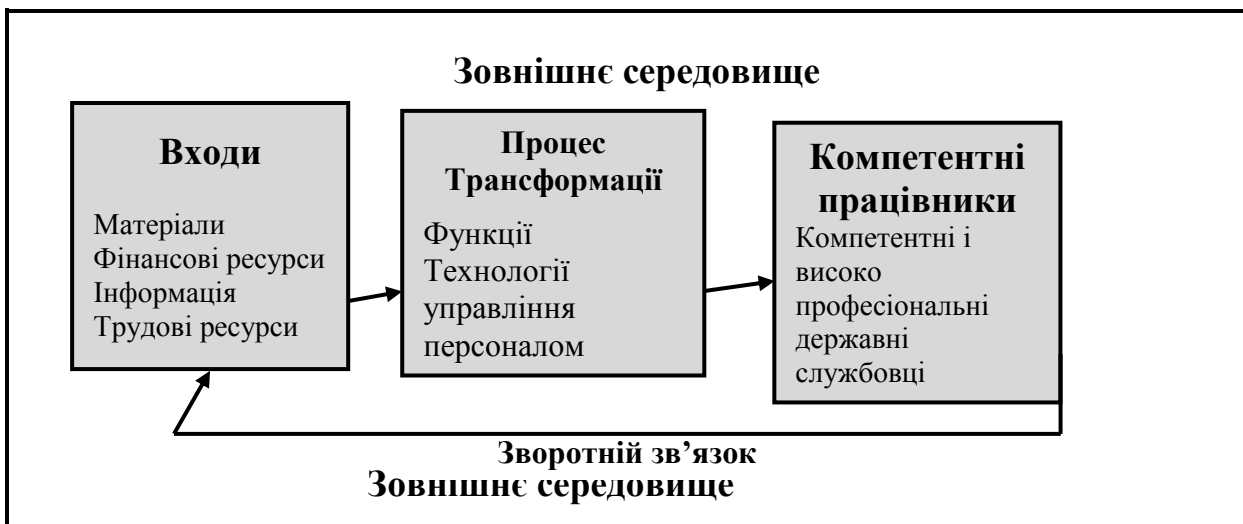 Зовнішнє середовище
Входи
Матеріали
Фінансові ресурси
Інформація
Трудові ресурси
Процес
Трансформації
Функції
Технології
управління
персоналом
Компетентні
працівники
Компетентні і
високо
професіональні
державні
службовці
Зворотній зв’язок
Зовнішнє середовище